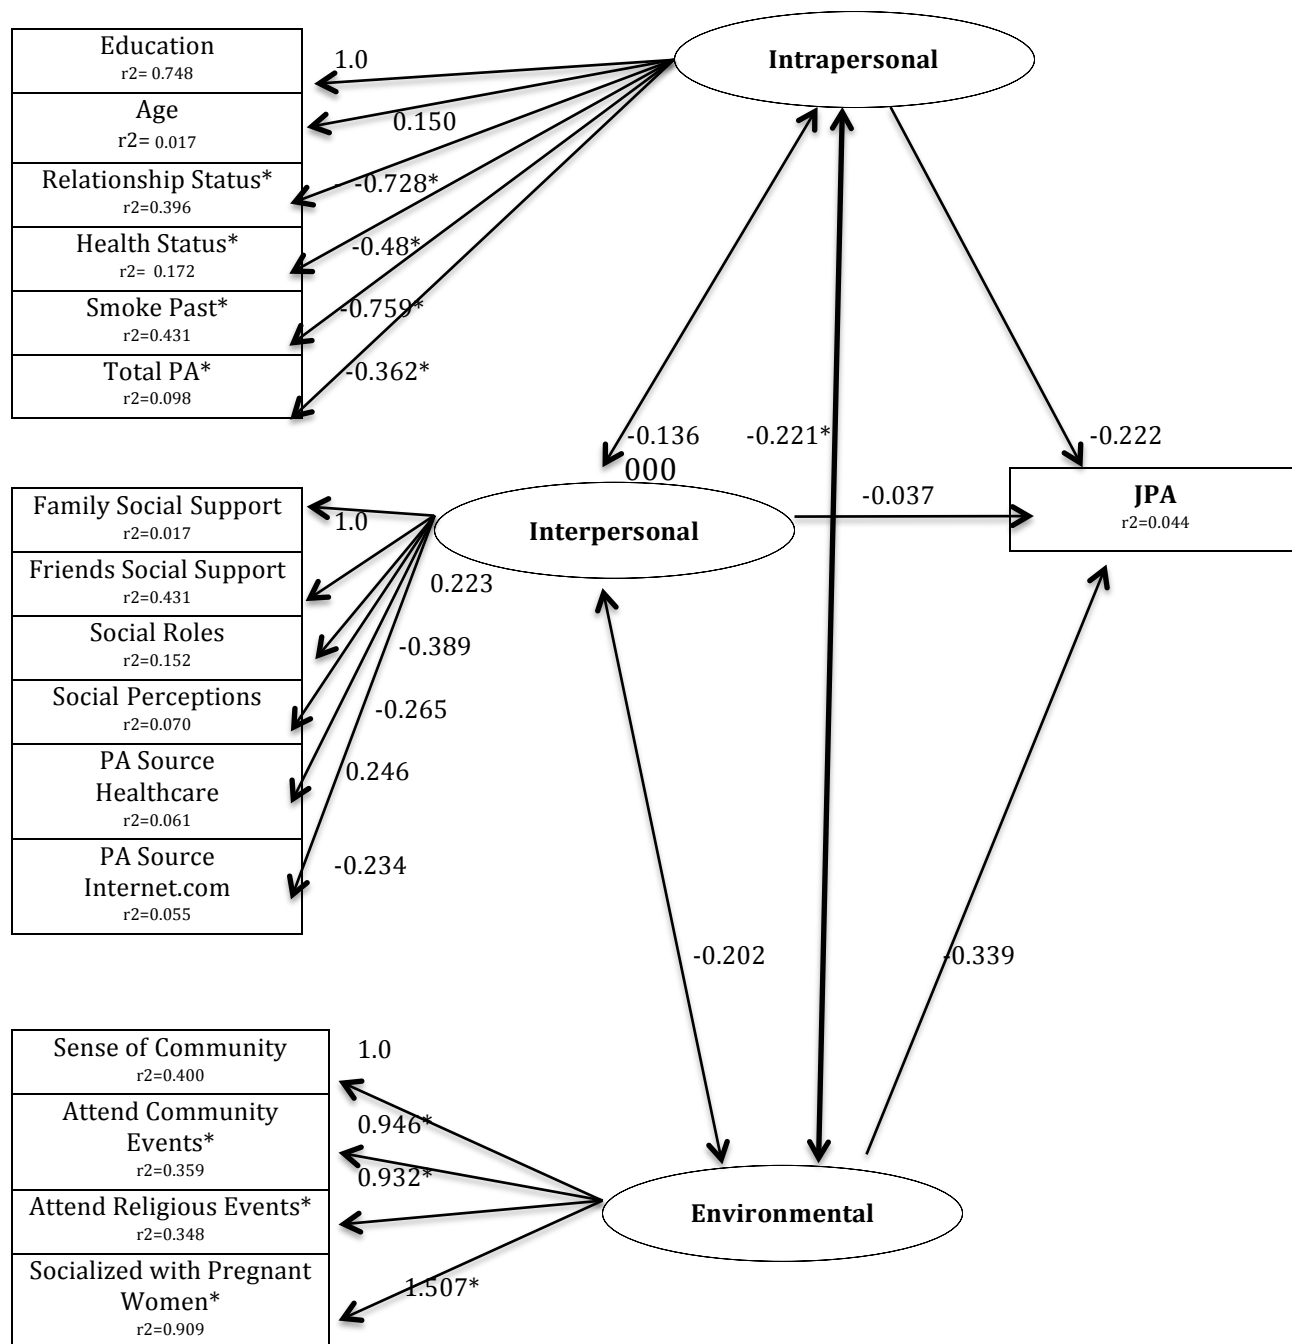 Education
r2= 0.748
Age
r2= 0.017
Relationship Status*
r2=0.396
Health Status*
r2= 0.172
Smoke Past*
r2=0.431
Total PA*
r2=0.098
1.0
0.150
-0.728*
-0.48*
-0.759*
-0.362*
Intrapersonal
-0.136
000
-0.221*
-0.222
Family Social Support
r2=0.017
Friends Social Support
r2=0.431
Social Roles
r2=0.152
Social Perceptions
r2=0.070
PA Source
Healthcare
r2=0.061
PA Source
Internet.com
r2=0.055
1.0
0.223
-0.389
-0.265
0.246
-0.234
Interpersonal
-0.037
JPA
r2=0.044
-0.202
-0.339
Sense of Community
r2=0.400
Attend Community
Events*
r2=0.359
Attend Religious Events*
r2=0.348
Socialized with Pregnant
Women*
r2=0.909
1.0
0.946*
0.932*
1.507*
Environmental